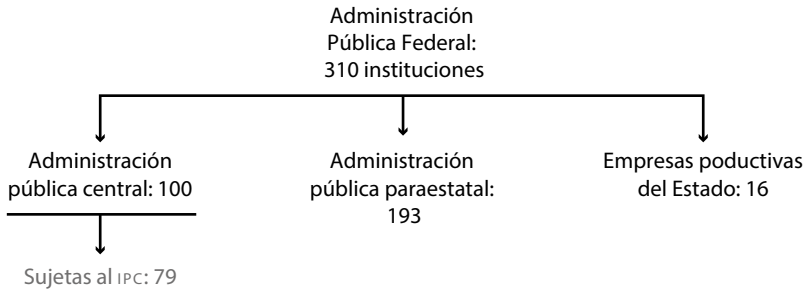 Administración
Pública Federal:
310 instituciones
Administración
pública central: 100
Administración
pública paraestatal:
193
Empresas poductivas
del Estado: 16
Sujetas al IPC: 79